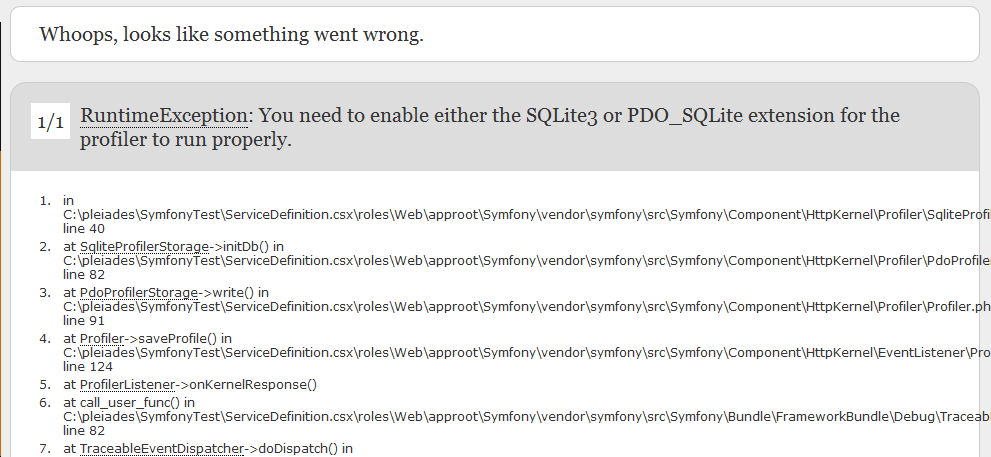 Whoops, looks like something went wrong.
1/1
RuntimeException: You need to enable either the SQLite3 or PDO_SQLite extension for the
profiler to run properly.
1. in
C:\pleiades\SymfonyTest\ServiceDefinition.csx\roles\Web\approot\Symfony\vendor\symfony\src\Symfony\Component\HttpKernel\Profiler\SqliteProfi
line 40
2. at SqliteProfilerStorage->initDb() in
C:\pleiades\SymfonyTest\ServiceDefinition.csx\roles\Web\approot\Symfony\vendor\symfony\src\Symfony\Component\HttpKernel\Profiler\PdoProfile
line 82
3. at PdoProfilerStorage->write() in
C:\pleiades\SymfonyTest\ServiceDefinition.csx\roles\Web\approot\Symfony\vendor\symfony\src\Symfony\Component\HttpKernel\Profiler\Profiler.ph
line 91
4. at Profiler->saveProfile() in
C:\pleiades\SymfonyTest\ServiceDefinition.csx\roles\Web\approot\Symfony\vendor\symfony\src\Symfony\Component\HttpKernel\EventListener\Pro
line 124
5. at ProfilerListener->onKernelResponse()
6. at call_user_func() in
C:\pleiades\SymfonyTest\ServiceDefinition.csx\roles\Web\approot\Symfony\vendor\symfony\src\Symfony\Bundle\FrameworkBundle\Debug\Traceab
line 82
7. at TraceableEventDispatcher->doDispatch() in